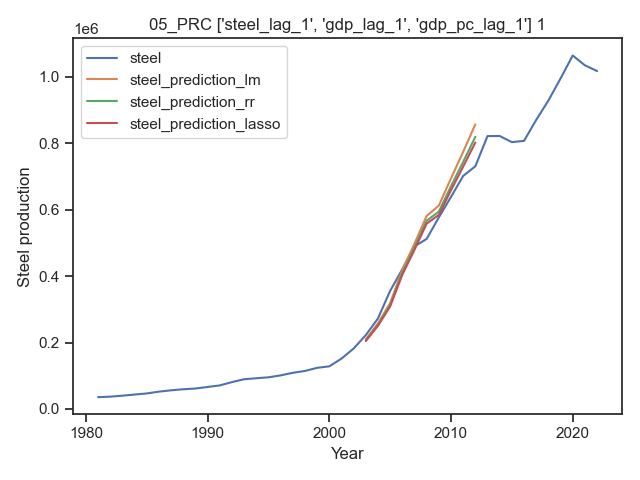 05_PRC ['steel_lag_1', 'gdp_lag_1', 'gdp_pc_lag_1'] 1
1e6
steel
steel_prediction_lm
steel_prediction_rr
steel_prediction_lasso
1.0
0.8
0.6
0.4
0.2
0.0
Steel production
1980
1990
2000
2010
2020
Year